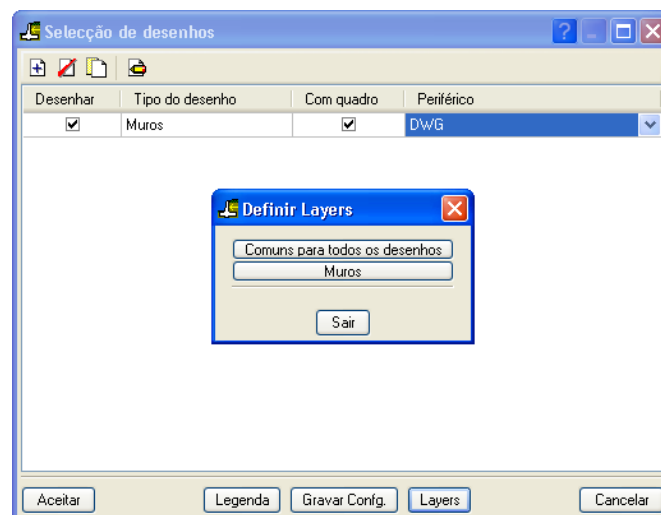 Selecção de desenhos
Desenhar Tipo do desenho Com quadro Periférico
Muros DWG
Definir Layers
Comuns para todos os desenhos
Muros
Sair
Aceitar Legenda Gravar Confg. Layers Cancelar